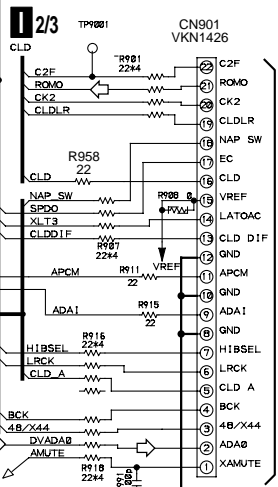 I 2/3
TP9001
CN901
VKN1426
CLD
R901
22*4
C2F
ROMO
CK2
CLDLR
22 C2F
21 ROMO
20 CK2
19 CLDLR
18 NAP SW
17 EC
R958
22
CLD
16 CLD
NAP_SW
R908 0
15 VREF
SPDO
XLT3
14 LATOAC
CLDDIF
13 CLD DIF
R907
22*4
VREF
12 GND
APCM
R911
22
11 APCM
10 GND
ADAI
R915
22
9 ADAI
8 GND
R916
22*4
HIBSEL
7 HIBSEL
LRCK
6 LRCK
CLD_A
5 CLD A
BCK
4 BCK
48/X44
3 48/X44
DVADA0
2 ADA0
AMUTE
1 XAMUTE
R918
22*4